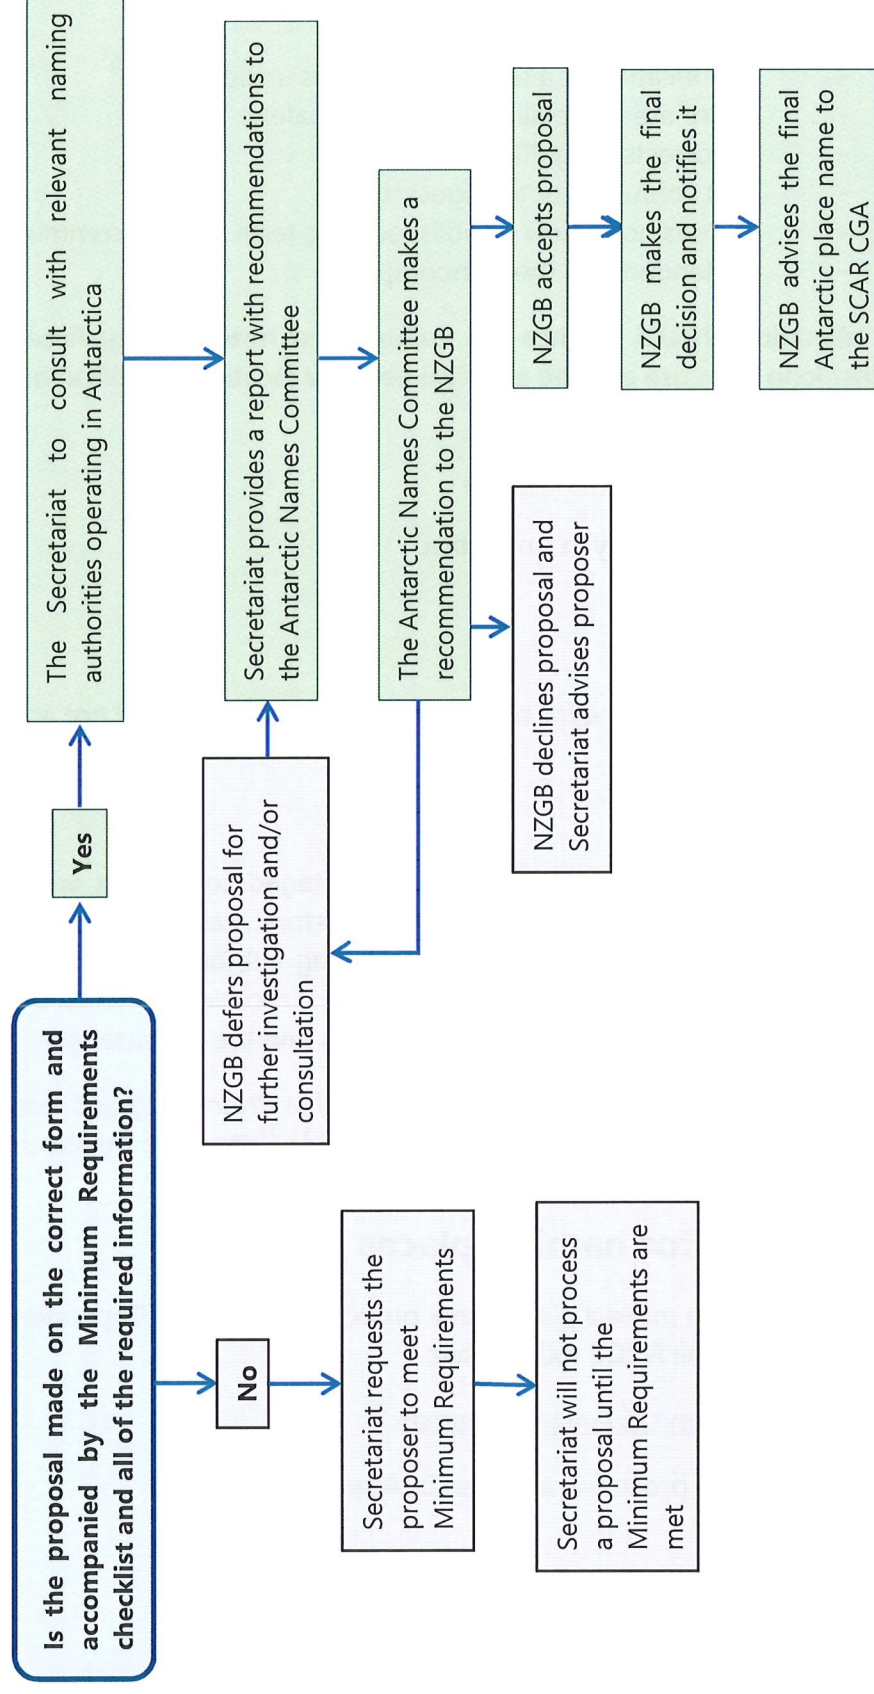 Is the proposal made on the correct form and
accompanied by the Minimum Requirements
checklist and all of the required information?
Yes
The Secretariat to consult with relevant naming
authorities operating in Antarctica
No
Secretariat requests the
proposer to meet
Minimum Requirements
Secretariat will not process
a proposal until the
Minimum Requirements are
met
NZGB defers proposal for
further investigation and/or
consultation
Secretariat provides a report with recommendations to
the Antarctic Names Committee
The Antarctic Names Committee makes a
recommendation to the NZGB
NZGB declines proposal and
Secretariat advises proposer
NZGB accepts proposal
NZGB makes the final
decision and notifies it
NZGB advises the final
Antarctic place name to
the SCAR CGA